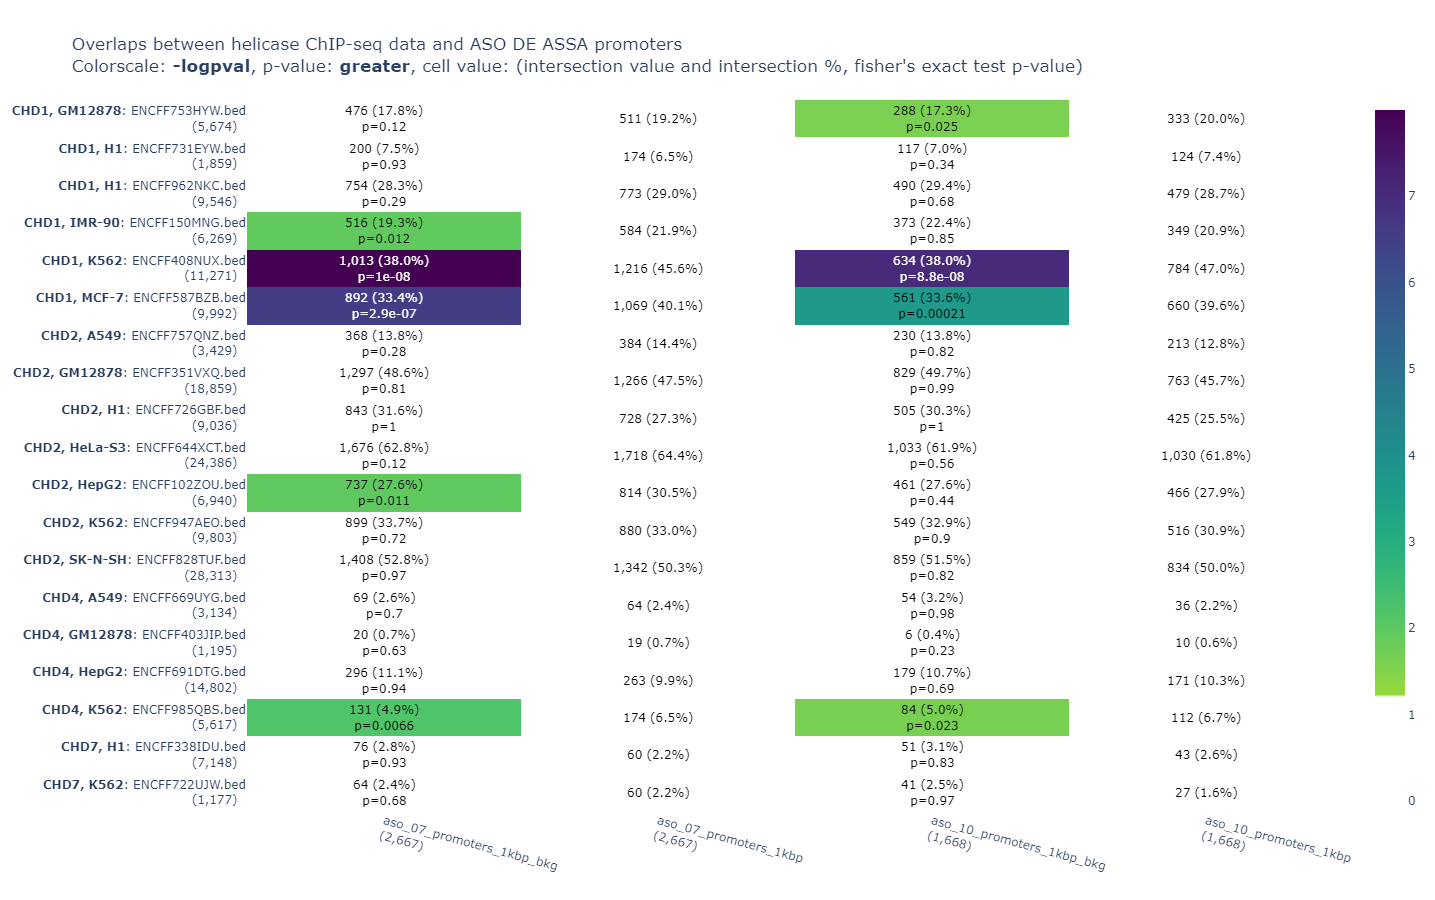 Overlaps between helicase ChIP-seq data and ASO DE ASSA promoters
Colorscale: -logpval, p-value: greater, cell value: (intersection value and intersection %, fisher's exact test p-value)
CHD1, GM12878: ENCFF753HYW.bed
(5,674)
476 (17.8%)
p=0.12
511 (19.2%)
288 (17.3%)
p=0.025
333 (20.0%)
CHD1, H1: ENCFF731EYW.bed
(1,859)
200 (7.5%)
p=0.93
174 (6.5%)
117 (7.0%)
p=0.34
124 (7.4%)
CHD1, H1: ENCFF962NKC.bed
(9,546)
754 (28.3%)
p=0.29
773 (29.0%)
490 (29.4%)
p=0.68
479 (28.7%)
CHD1, IMR-90: ENCFF150MNG.bed
(6,269)
516 (19.3%)
p=0.012
584 (21.9%)
373 (22.4%)
p=0.85
349 (20.9%)
CHD1, K562: ENCFF408NUX.bed
(11,271)
1,013 (38.0%)
p=1e-08
1,216 (45.6%)
634 (38.0%)
p=8.8e-08
784 (47.0%)
CHD1, MCF-7: ENCFF587BZB.bed
(9,992)
892 (33.4%)
p=2.9e-07
1,069 (40.1%)
561 (33.6%)
p=0.00021
660 (39.6%)
CHD2, A549: ENCFF757QNZ.bed
(3,429)
368 (13.8%)
p=0.28
384 (14.4%)
230 (13.8%)
p=0.82
213 (12.8%)
CHD2, GM12878: ENCFF351VXQ.bed
(18,859)
1,297 (48.6%)
p=0.81
1,266 (47.5%)
829 (49.7%)
p=0.99
763 (45.7%)
CHD2, H1: ENCFF726GBF.bed
(9,036)
843 (31.6%)
p=1
728 (27.3%)
505 (30.3%)
p=1
425 (25.5%)
CHD2, HeLa-S3: ENCFF644XCT.bed
(24,386)
1,676 (62.8%)
p=0.12
1,718 (64.4%)
1,033 (61.9%)
p=0.56
1,030 (61.8%)
CHD2, HepG2: ENCFF102ZOU.bed
(6,940)
737 (27.6%)
p=0.011
814 (30.5%)
461 (27.6%)
p=0.44
466 (27.9%)
CHD2, K562: ENCFF947AEO.bed
(9,803)
899 (33.7%)
p=0.72
880 (33.0%)
549 (32.9%)
p=0.9
516 (30.9%)
CHD2, SK-N-SH: ENCFF828TUF.bed
(28,313)
1,408 (52.8%)
p=0.97
1,342 (50.3%)
859 (51.5%)
p=0.82
834 (50.0%)
CHD4, A549: ENCFF669UYG.bed
(3,134)
69 (2.6%)
p=0.7
64 (2.4%)
54 (3.2%)
p=0.98
36 (2.2%)
CHD4, GM12878: ENCFF403JIP.bed
(1,195)
20 (0.7%)
p=0.63
19 (0.7%)
6 (0.4%)
p=0.23
10 (0.6%)
CHD4, HepG2: ENCFF691DTG.bed
(14,802)
296 (11.1%)
p=0.94
263 (9.9%)
179 (10.7%)
p=0.69
171 (10.3%)
CHD4, K562: ENCFF985QBS.bed
(5,617)
131 (4.9%)
p=0.0066
174 (6.5%)
84 (5.0%)
p=0.023
112 (6.7%)
CHD7, H1: ENCFF338IDU.bed
(7,148)
76 (2.8%)
p=0.93
60 (2.2%)
51 (3.1%)
p=0.83
43 (2.6%)
CHD7, K562: ENCFF722UJW.bed
(1,177)
64 (2.4%)
p=0.68
60 (2.2%)
41 (2.5%)
p=0.97
27 (1.6%)
aso_07_promoters_1kbp_bkg
(2,667)
aso_07_promoters_1kbp
(2,667)
aso_10_promoters_1kbp_bkg
(1,668)
aso_10_promoters_1kbp
(1,668)
7
6
5
4
3
2
1
0